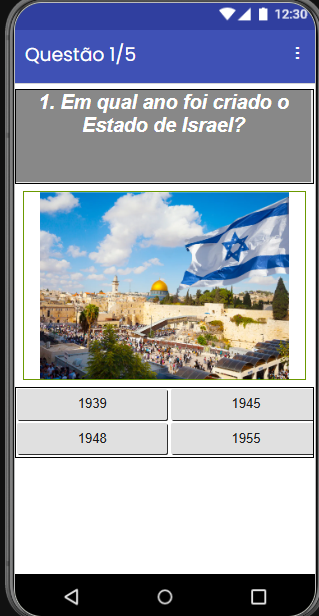 12:30
Questão 1/5
1. Em qual ano foi criado o
Estado de Israel?
1939 1945
1948 1955